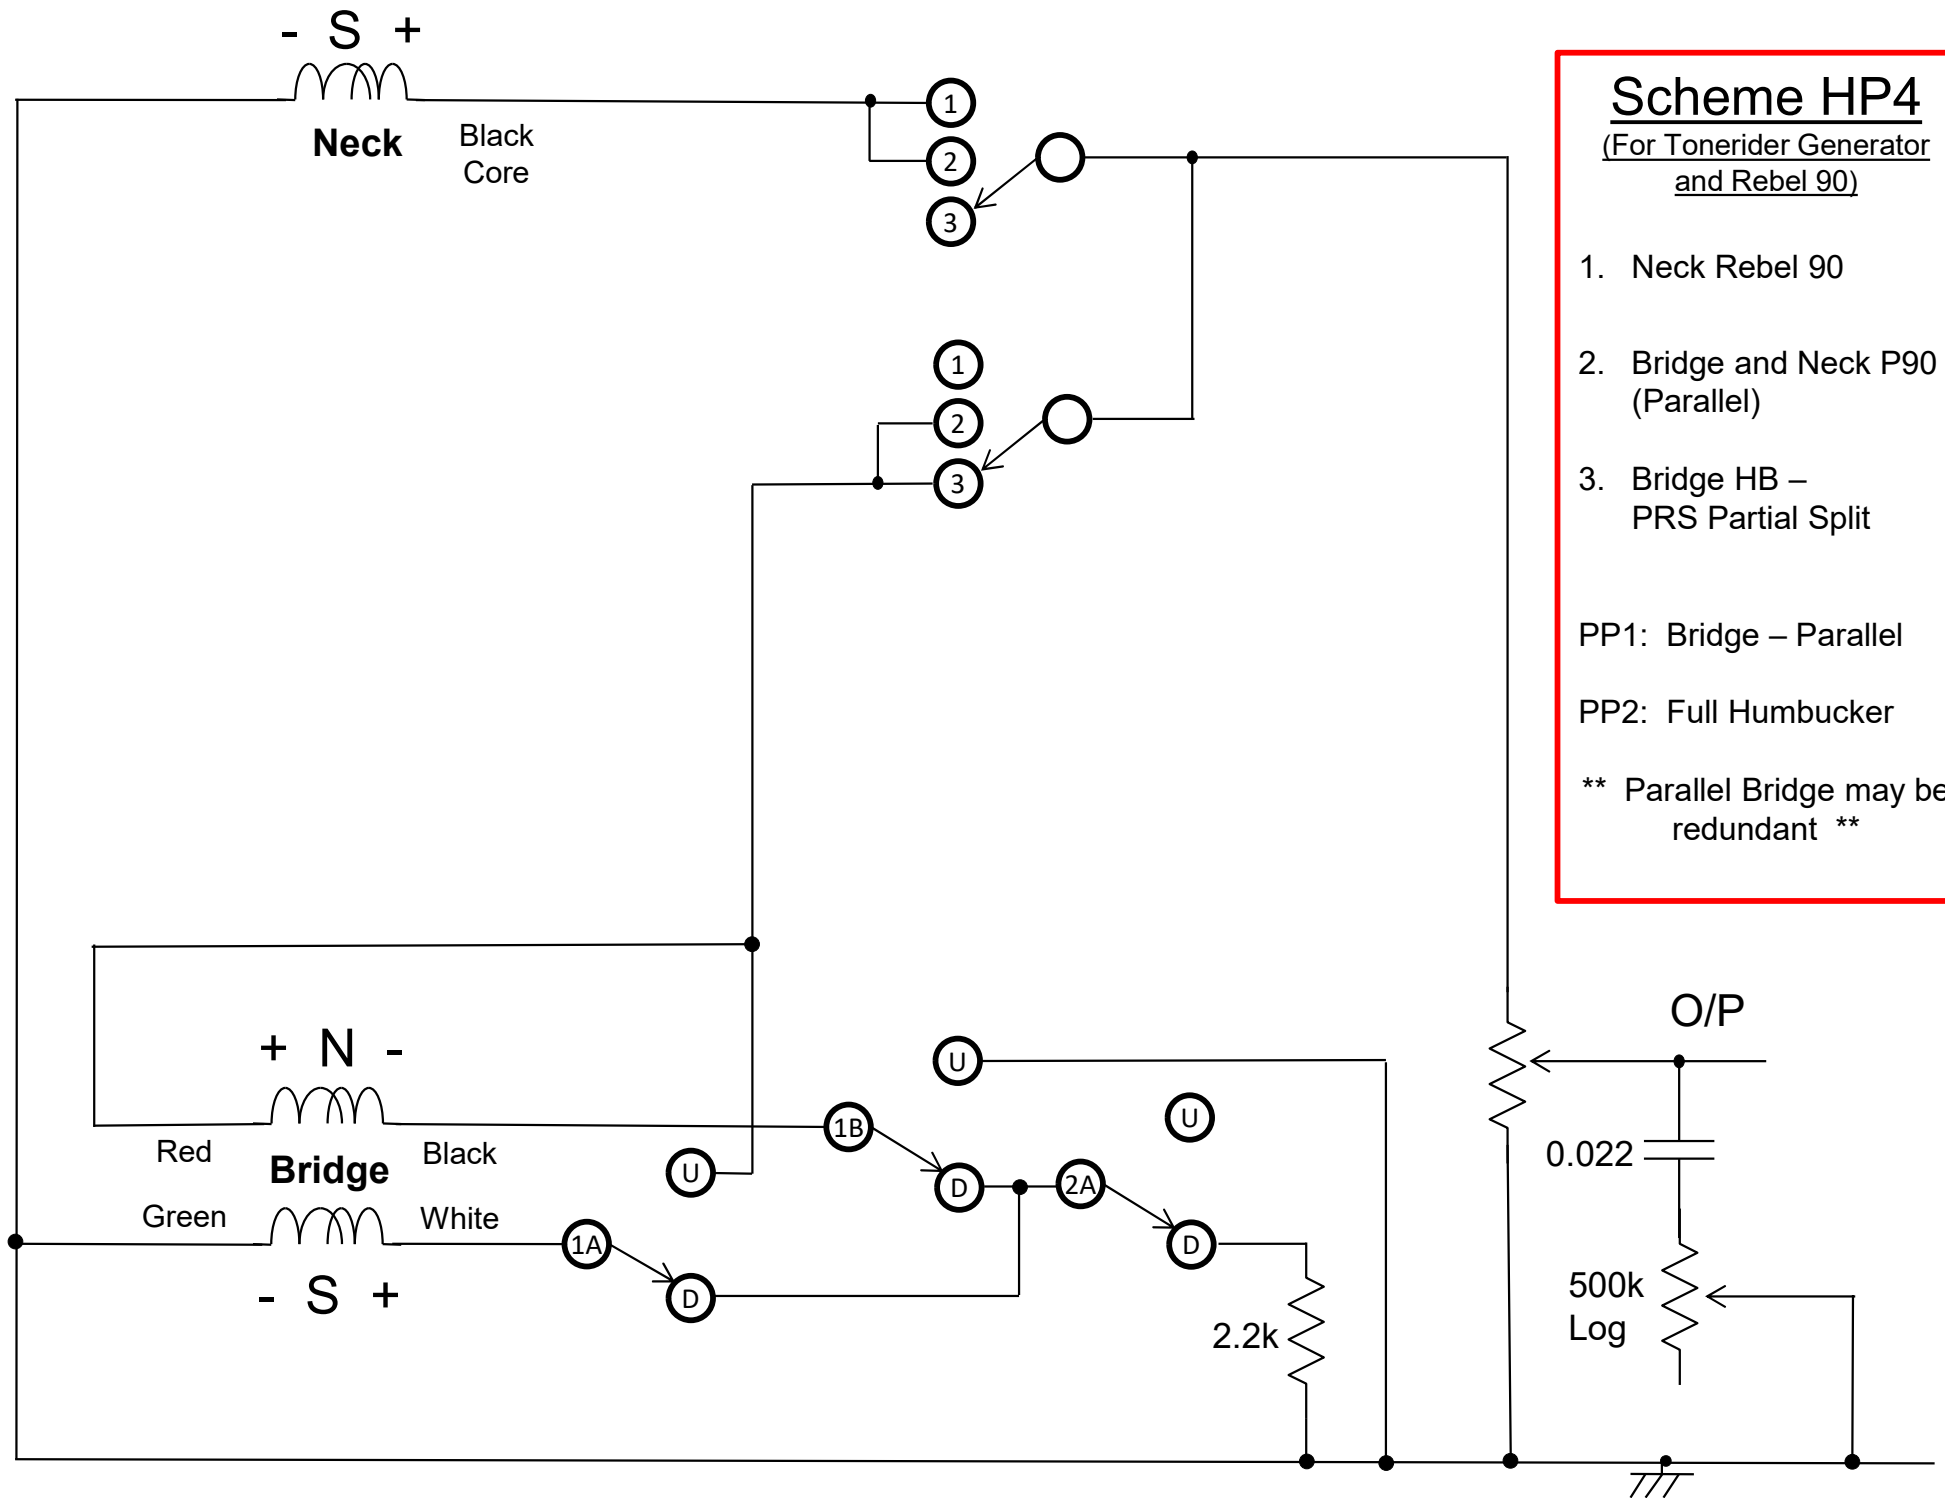 - S +
Neck
Black
Core
1
2
3
1
2
3
Scheme HP4
(For Tonerider Generator
and Rebel 90)
1. Neck Rebel 90
2. Bridge and Neck P90
(Parallel)
3. Bridge HB –
PRS Partial Split
PP1: Bridge – Parallel
PP2: Full Humbucker
** Parallel Bridge may be
redundant **
O/P
+ N -
Red
Bridge
Black
Green
White
- S +
U
1B
U
U
D
2A
1A
D
D
2.2k
0.022
500k
Log